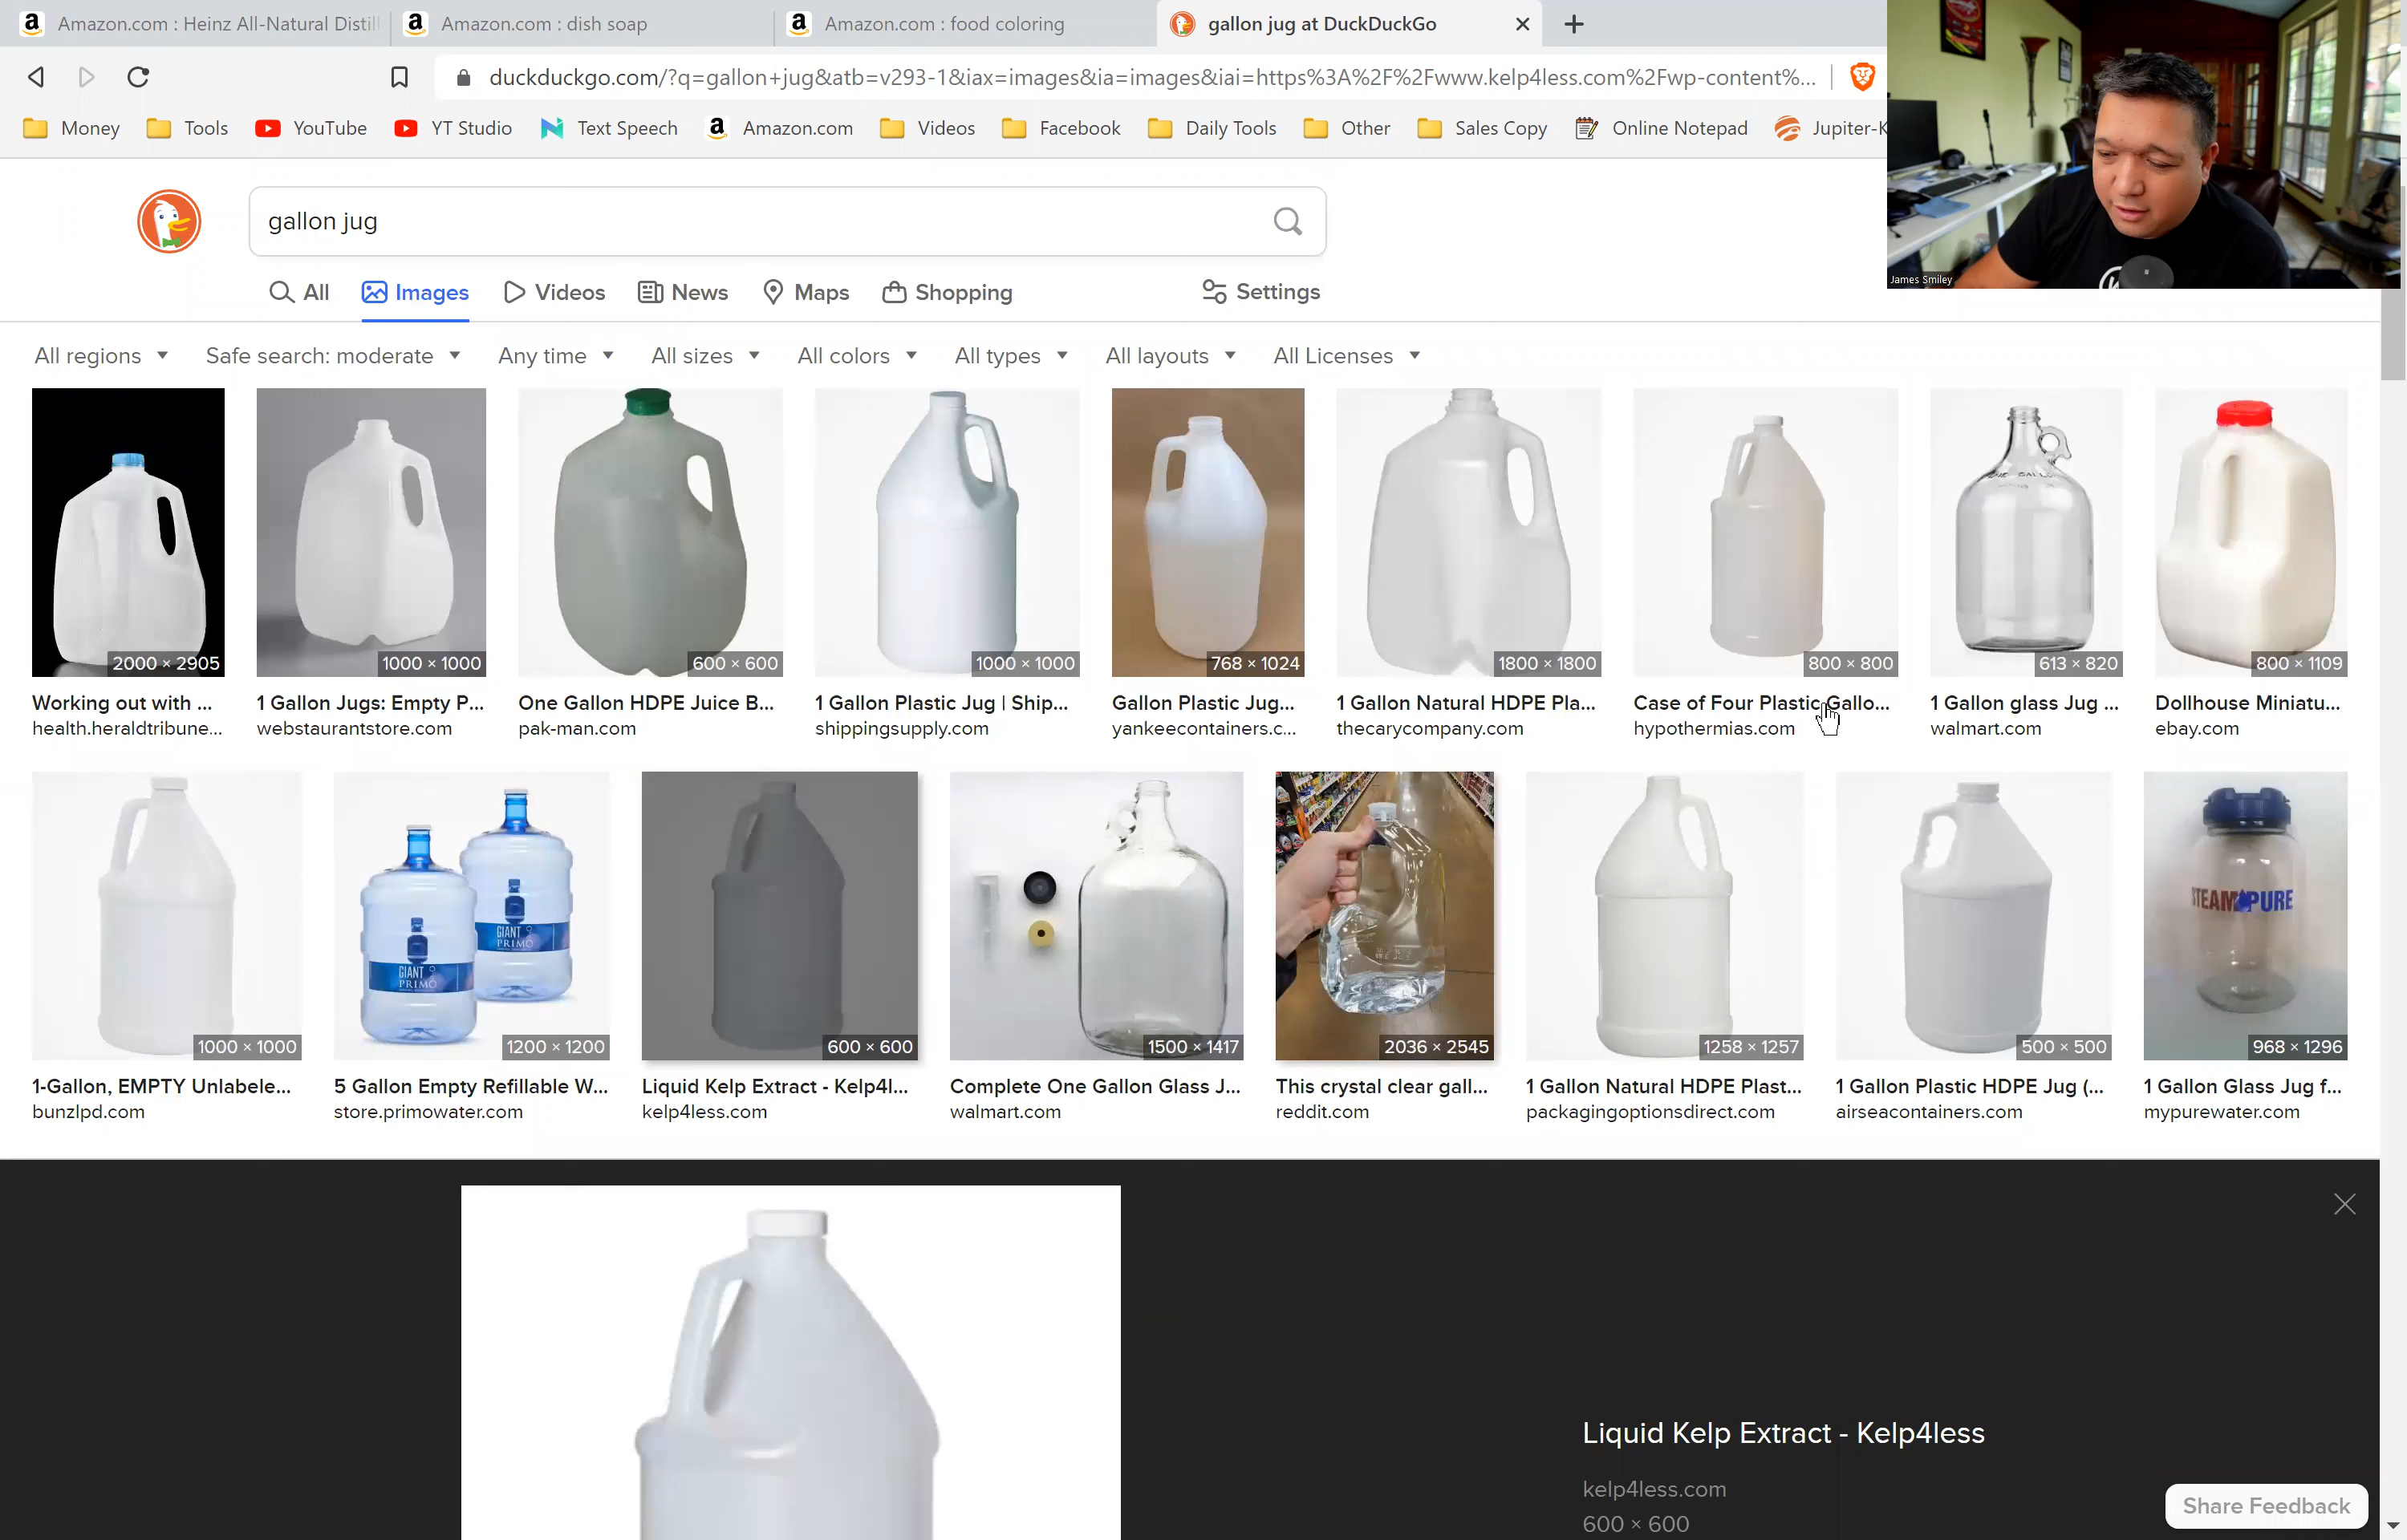 Amazon.com : Heinz All-Natural Distill
Amazon.com : dish soap
Amazon.com : food coloring
gallon jug at DuckDuckGo
duckduckgo.com/?q=gallon+jug&atb=v293-1&iax=images&ia=images&iai=https%3A%2F%2Fwww.kelp4less.com%2Fwp-content%...
Money Tools YouTube YT Studio Text Speech Amazon.com Videos Facebook Daily Tools Other Sales Copy Online Notepad Jupiter-K
James Smiley
gallon jug
All Images Videos News Maps Shopping Settings
All regions Safe search: moderate Any time All sizes All colors All types All layouts All Licenses
2000 × 2905 1000 × 1000 600 × 600 1000 × 1000 768 × 1024 1800 × 1800 800 × 800 613 × 820 800 × 1109
Working out with ... 1 Gallon Jugs: Empty P... One Gallon HDPE Juice B... 1 Gallon Plastic Jug | Ship... Gallon Plastic Jug... 1 Gallon Natural HDPE Pla... Case of Four Plastic Gallo... 1 Gallon glass Jug ... Dollhouse Miniatu...
health.heraldtribune... webstaurantstore.com pak-man.com shippingsupply.com yankeecontainers.c... thecarycompany.com hypothermias.com walmart.com ebay.com
GIANT PRIMO
GIANT PRIMO
STEAM PURE
1000 × 1000 1200 × 1200 600 × 600 1500 × 1417 2036 × 2545 1258 × 1257 500 × 500 968 × 1296
1-Gallon, EMPTY Unlabele... 5 Gallon Empty Refillable W... Liquid Kelp Extract - Kelp4l... Complete One Gallon Glass J... This crystal clear gall... 1 Gallon Natural HDPE Plast... 1 Gallon Plastic HDPE Jug (... 1 Gallon Glass Jug f...
bunzlpd.com store.primowater.com kelp4less.com walmart.com reddit.com packagingoptionsdirect.com airseacontainers.com mypurewater.com
Liquid Kelp Extract - Kelp4less
kelp4less.com
600 × 600
Share Feedback